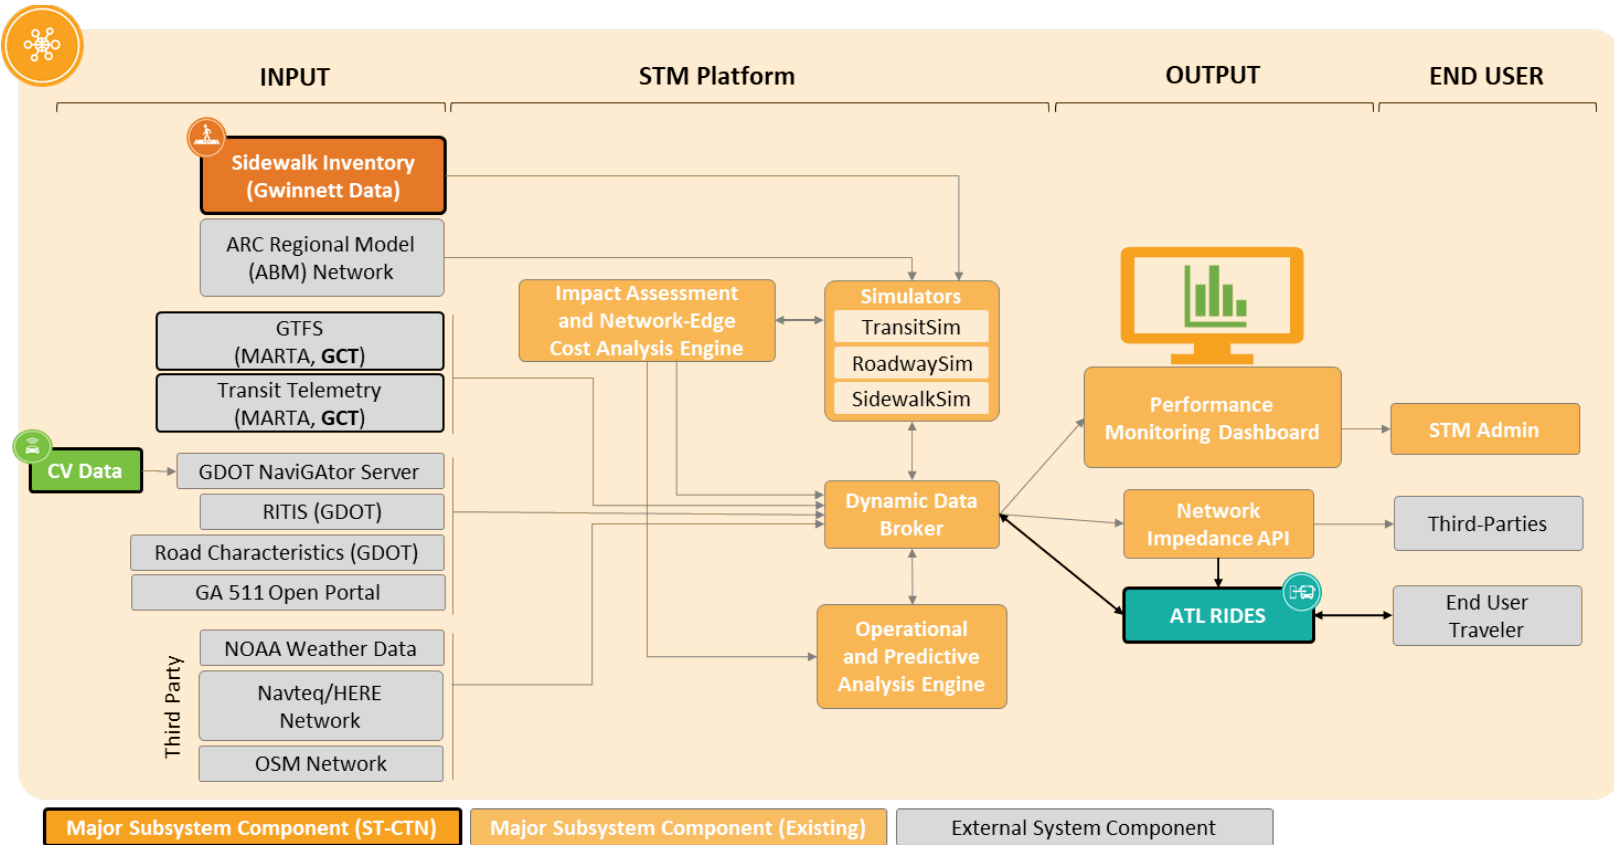 INPUT
STM Platform
OUTPUT
END USER
Sidewalk Inventory
(Gwinnett Data)
ARC Regional Model
(ABM) Network
GTFS
(MARTA, GCT)
Transit Telemetry
(MARTA, GCT)
CV Data
GDOT NaviGAtor Server
RITIS (GDOT)
Road Characteristics (GDOT)
GA 511 Open Portal
Third Party
NOAA Weather Data
Navteq/HERE
Network
OSM Network
Impact Assessment
and Network-Edge
Cost Analysis Engine
Simulators
TransitSim
RoadwaySim
SidewalkSim
Dynamic Data
Broker
Operational
and Predictive
Analysis Engine
Performance
Monitoring Dashboard
Network
Impedance API
ATL RIDES
STM Admin
Third-Parties
End User
Traveler
Major Subsystem Component (ST-CTN)
Major Subsystem Component (Existing)
External System Component